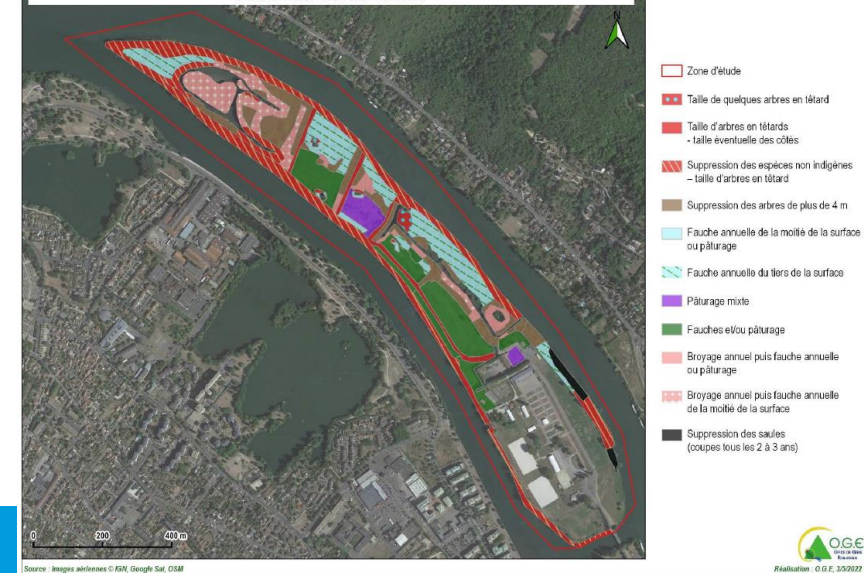 N
Zone d'étude
Taille de quelques arbres en têtard
Taille d'arbres en têtards
- taille éventuelle des côtés
Suppression des espèces non indigènes
– taille d'arbres en têtard
Suppression des arbres de plus de 4 m
Fauche annuelle de la moitié de la surface
ou pâturage
Fauche annuelle du tiers de la surface
Pâturage mixte
Fauches et/ou pâturage
Broyage annuel puis fauche annuelle
ou pâturage
Broyage annuel puis fauche annuelle
de la moitié de la surface
Suppression des saules
(coupes tous les 2 à 3 ans)
0 200 400 m
Source : Images aériennes © IGN, Google Sat, OSM
O.G.E
Réalisation : O.G.E, 3/5/2022